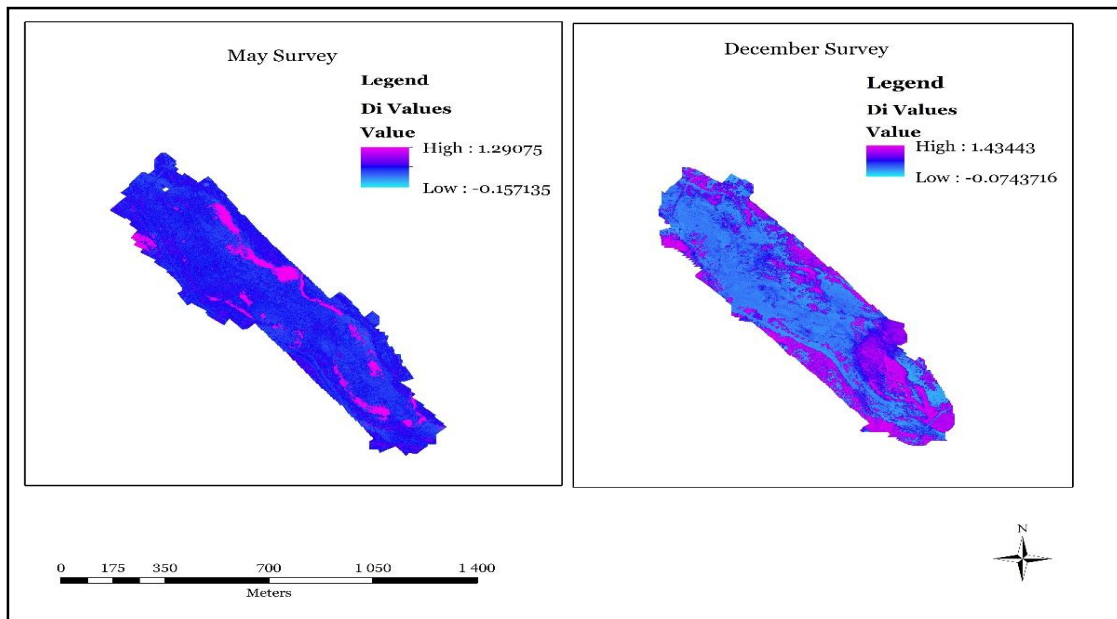 May Survey
Legend
Di Values
Value
High : 1.29075
Low : -0.157135
December Survey
Legend
Di Values
Value
High : 1.43443
Low : -0.0743716
N
0 175 350 700 1 050 1 400
Meters